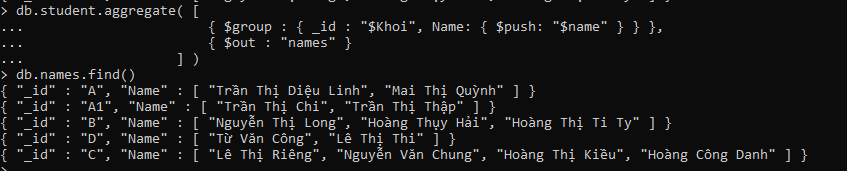 > db.student.aggregate( [
... { $group : { _id : "$Khoi", Name: { $push: "$name" } } },
... { $out : "names" }
... ] )
> db.names.find()
{ "_id" : "A", "Name" : [ "Trần Thị Diệu Linh", "Mai Thị Quỳnh" ] }
{ "_id" : "A1", "Name" : [ "Trần Thị Chi", "Trần Thị Thập" ] }
{ "_id" : "B", "Name" : [ "Nguyễn Thị Long", "Hoàng Thụy Hải", "Hoàng Thị Ti Ty" ] }
{ "_id" : "D", "Name" : [ "Từ Văn Công", "Lê Thị Thi" ] }
{ "_id" : "C", "Name" : [ "Lê Thị Riêng", "Nguyễn Văn Chung", "Hoàng Thị Kiều", "Hoàng Công Danh" ] }
>